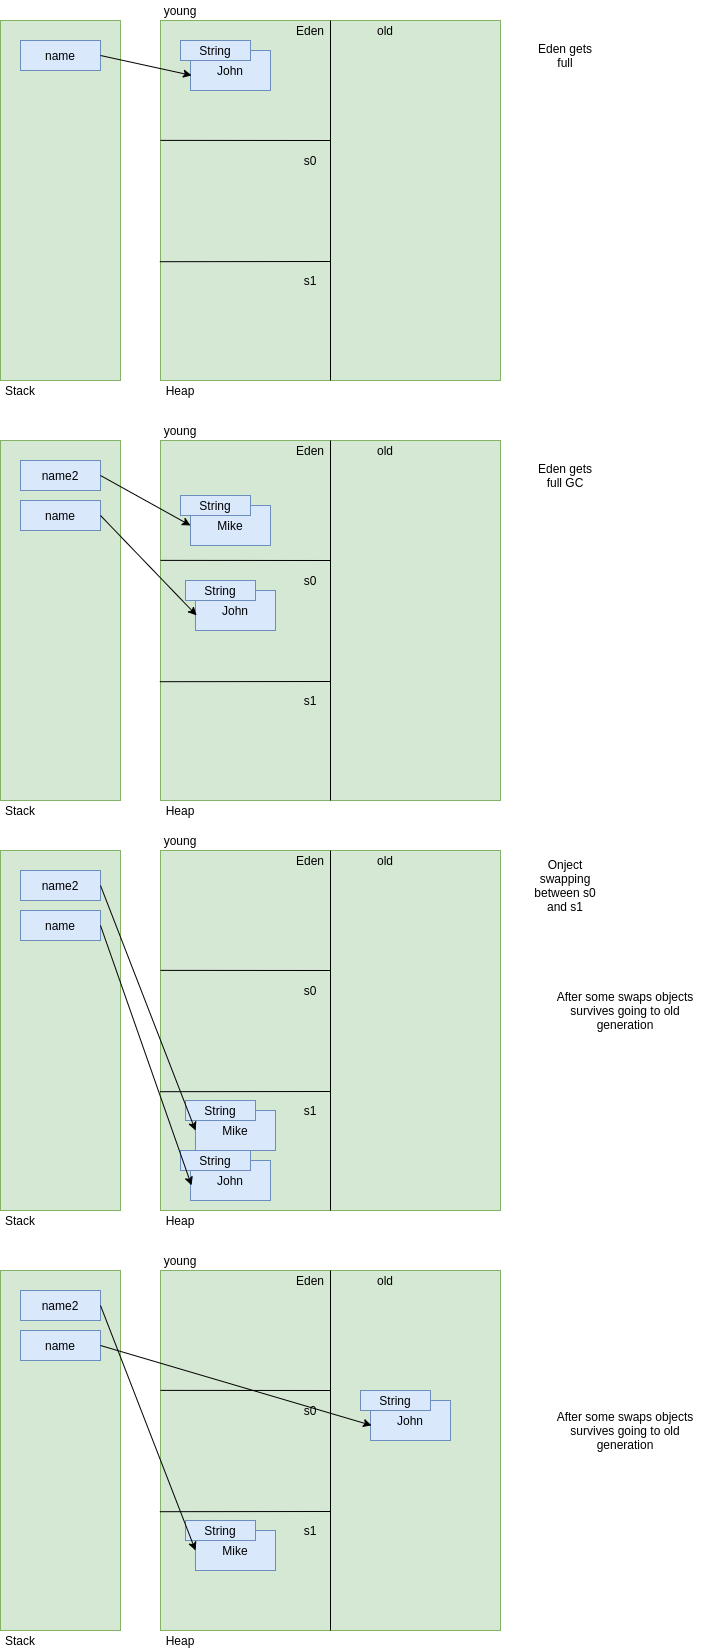 young
Eden
old
String
John
name
Eden gets
full
s0
s1
Stack
Heap
young
Eden
old
name2
name
String
Mike
Eden gets
full GC
s0
String
John
s1
Stack
Heap
young
Eden
old
name2
name
Onject
swapping
between s0
and s1
s0
After some swaps objects
survives going to old
generation
s1
String
Mike
String
John
Stack
Heap
young
Eden
old
name2
name
s0
String
John
After some swaps objects
survives going to old
generation
s1
String
Mike
Stack
Heap